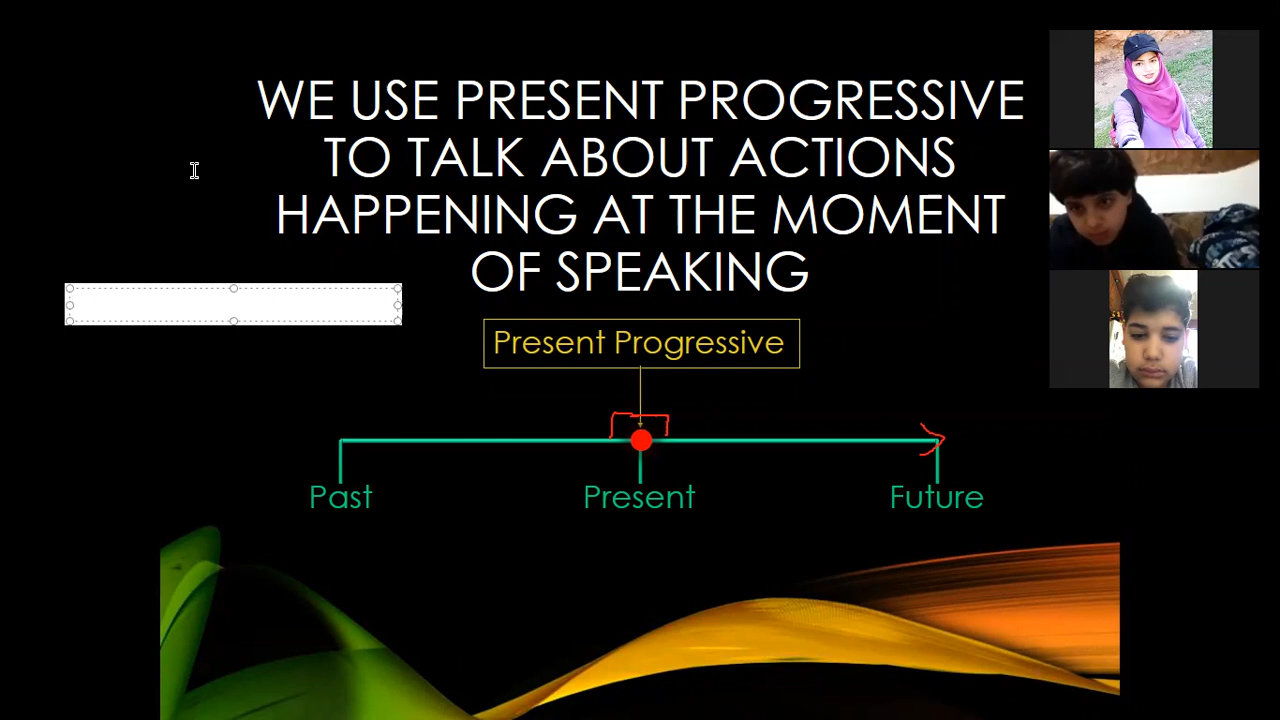 WE USE PRESENT PROGRESSIVE
TO TALK ABOUT ACTIONS
HAPPENING AT THE MOMENT
OF SPEAKING
Present Progressive
Past
Present
Future